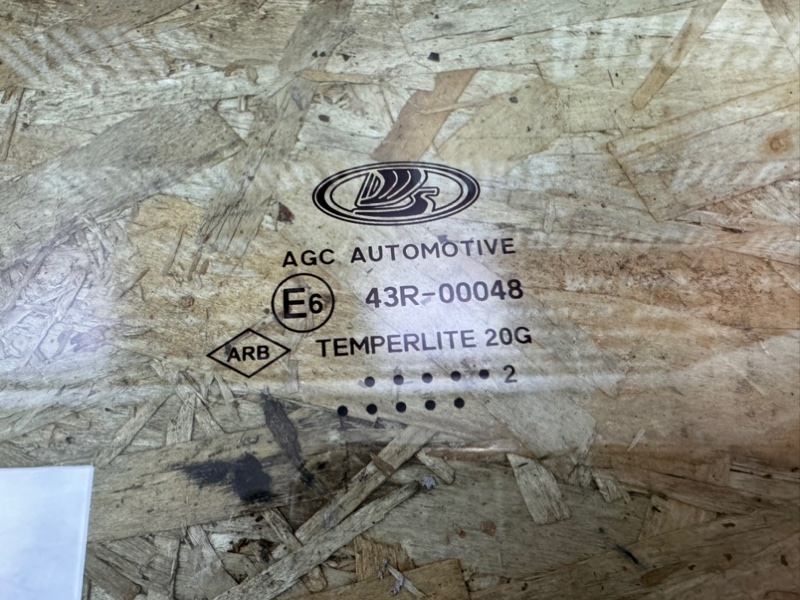 AGC AUTOMOTIVE
E6 43R-00048
ARB TEMPERLITE 20G
• • • • • 2
• • • • •